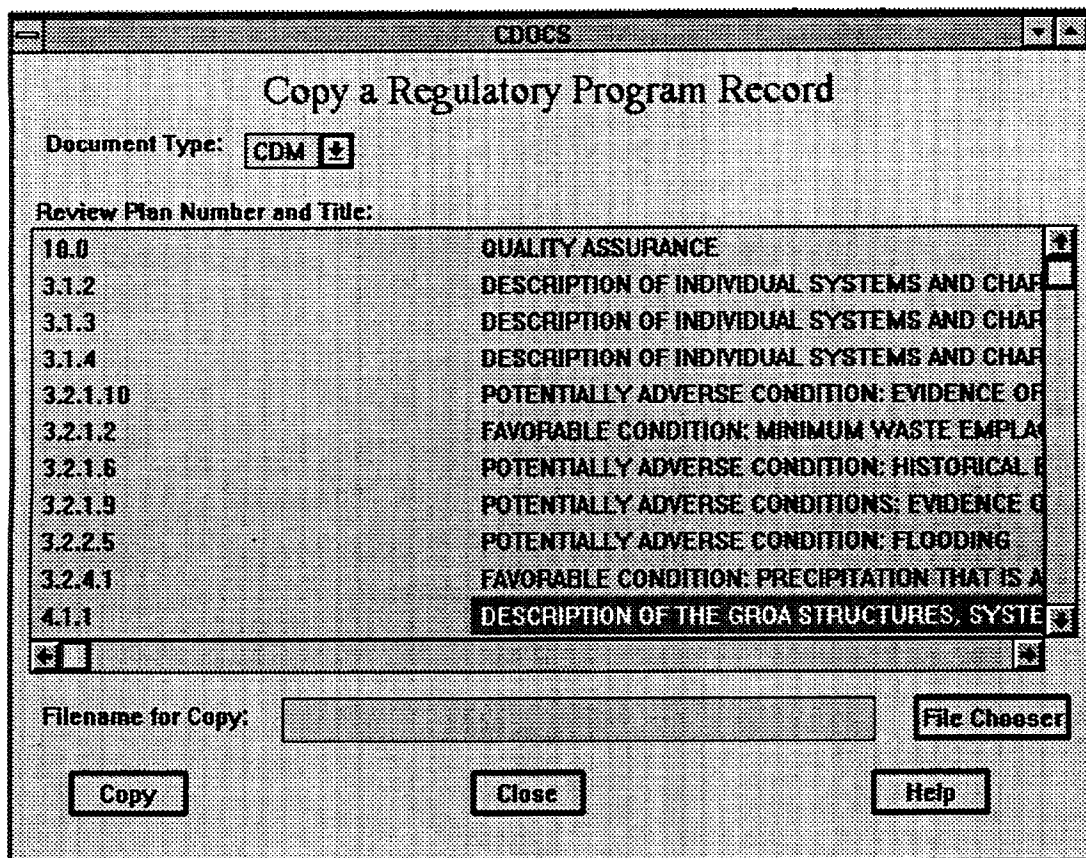 CDOCS
Copy a Regulatory Program Record
Document Type: CDM
Review Plan Number and Title:
10.0 QUALITY ASSURANCE
3.1.2 DESCRIPTION OF INDIVIDUAL SYSTEMS AND CHAR
3.1.3 DESCRIPTION OF INDIVIDUAL SYSTEMS AND CHAR
3.1.4 DESCRIPTION OF INDIVIDUAL SYSTEMS AND CHAR
3.2.1.10 POTENTIALLY ADVERSE CONDITION: EVIDENCE OF
3.2.1.2 FAVORABLE CONDITION: MINIMUM WASTE EMPLAC
3.2.1.6 POTENTIALLY ADVERSE CONDITION: HISTORICAL E
3.2.1.9 POTENTIALLY ADVERSE CONDITIONS: EVIDENCE O
3.2.2.5 POTENTIALLY ADVERSE CONDITION: FLOODING
3.2.4.1 FAVORABLE CONDITION: PRECIPITATION THAT IS A
4.1.1 DESCRIPTION OF THE GROA STRUCTURES, SYSTE
Filename for Copy: File Chooser
Copy Close Help